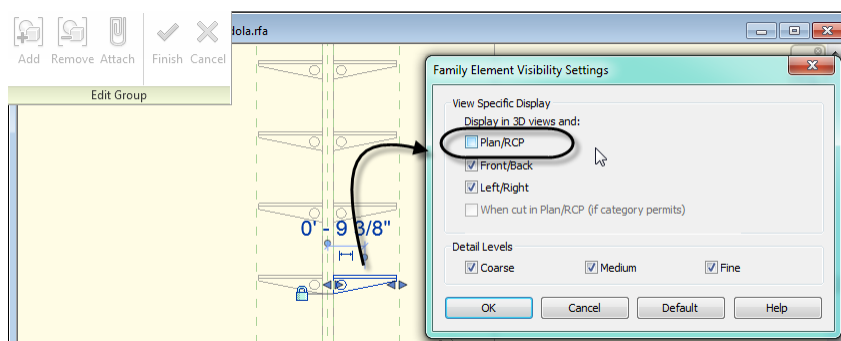 Add Remove Attach Finish Cancel
Edit Group
dola.rfa
0' - 9 3/8"
Family Element Visibility Settings
View Specific Display
Display in 3D views and:
Plan/RCP
Front/Back
Left/Right
When cut in Plan/RCP (if category permits)
Detail Levels
Coarse Medium Fine
OK Cancel Default Help